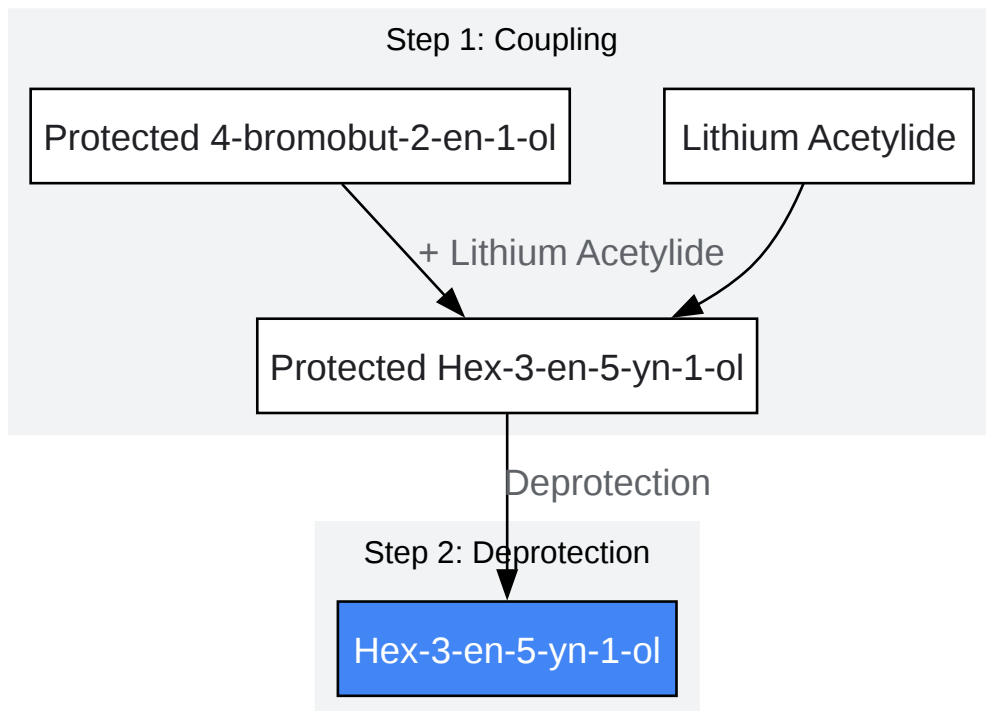 Step 1: Coupling
Protected 4-bromobut-2-en-1-ol
Lithium Acetylide
+ Lithium Acetylide
Protected Hex-3-en-5-yn-1-ol
Deprotection
Step 2: Deprotection
Hex-3-en-5-yn-1-ol